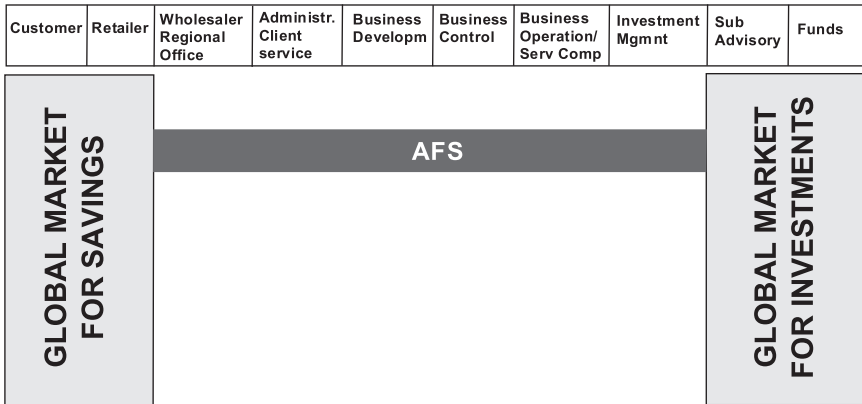 Customer
Retailer
Wholesaler
Regional
Office
Administr.
Client
service
Business
Developm
Business
Control
Business
Operation/
Serv Comp
Investment
Mgmnt
Sub
Advisory
Funds
GLOBAL MARKET
FOR SAVINGS
AFS
GLOBAL MARKET
FOR INVESTMENTS